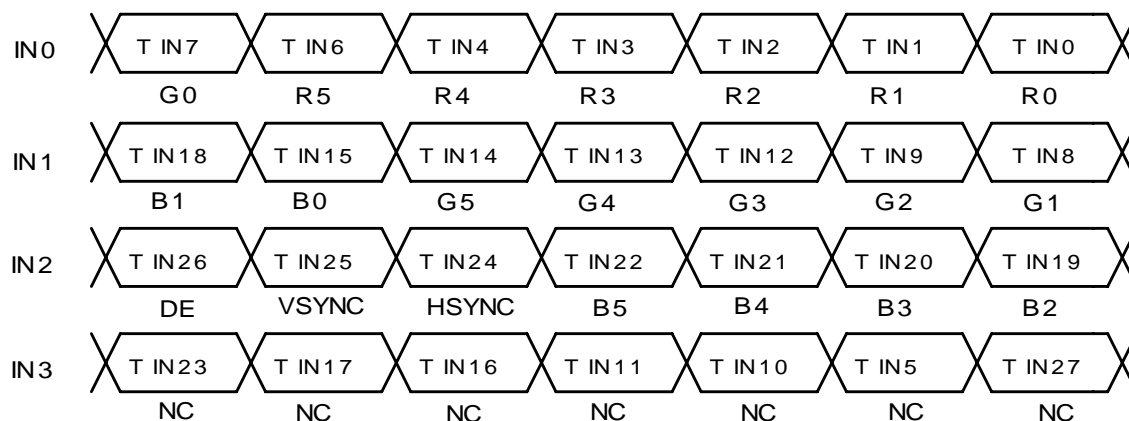 IN0 T IN7 T IN6 T IN4 T IN3 T IN2 T IN1 T IN0
G0 R5 R4 R3 R2 R1 R0
IN1 T IN18 T IN15 T IN14 T IN13 T IN12 T IN9 T IN8
B1 B0 G5 G4 G3 G2 G1
IN2 T IN26 T IN25 T IN24 T IN22 T IN21 T IN20 T IN19
DE VSYNC HSYNC B5 B4 B3 B2
IN3 T IN23 T IN17 T IN16 T IN11 T IN10 T IN5 T IN27
NC NC NC NC NC NC NC